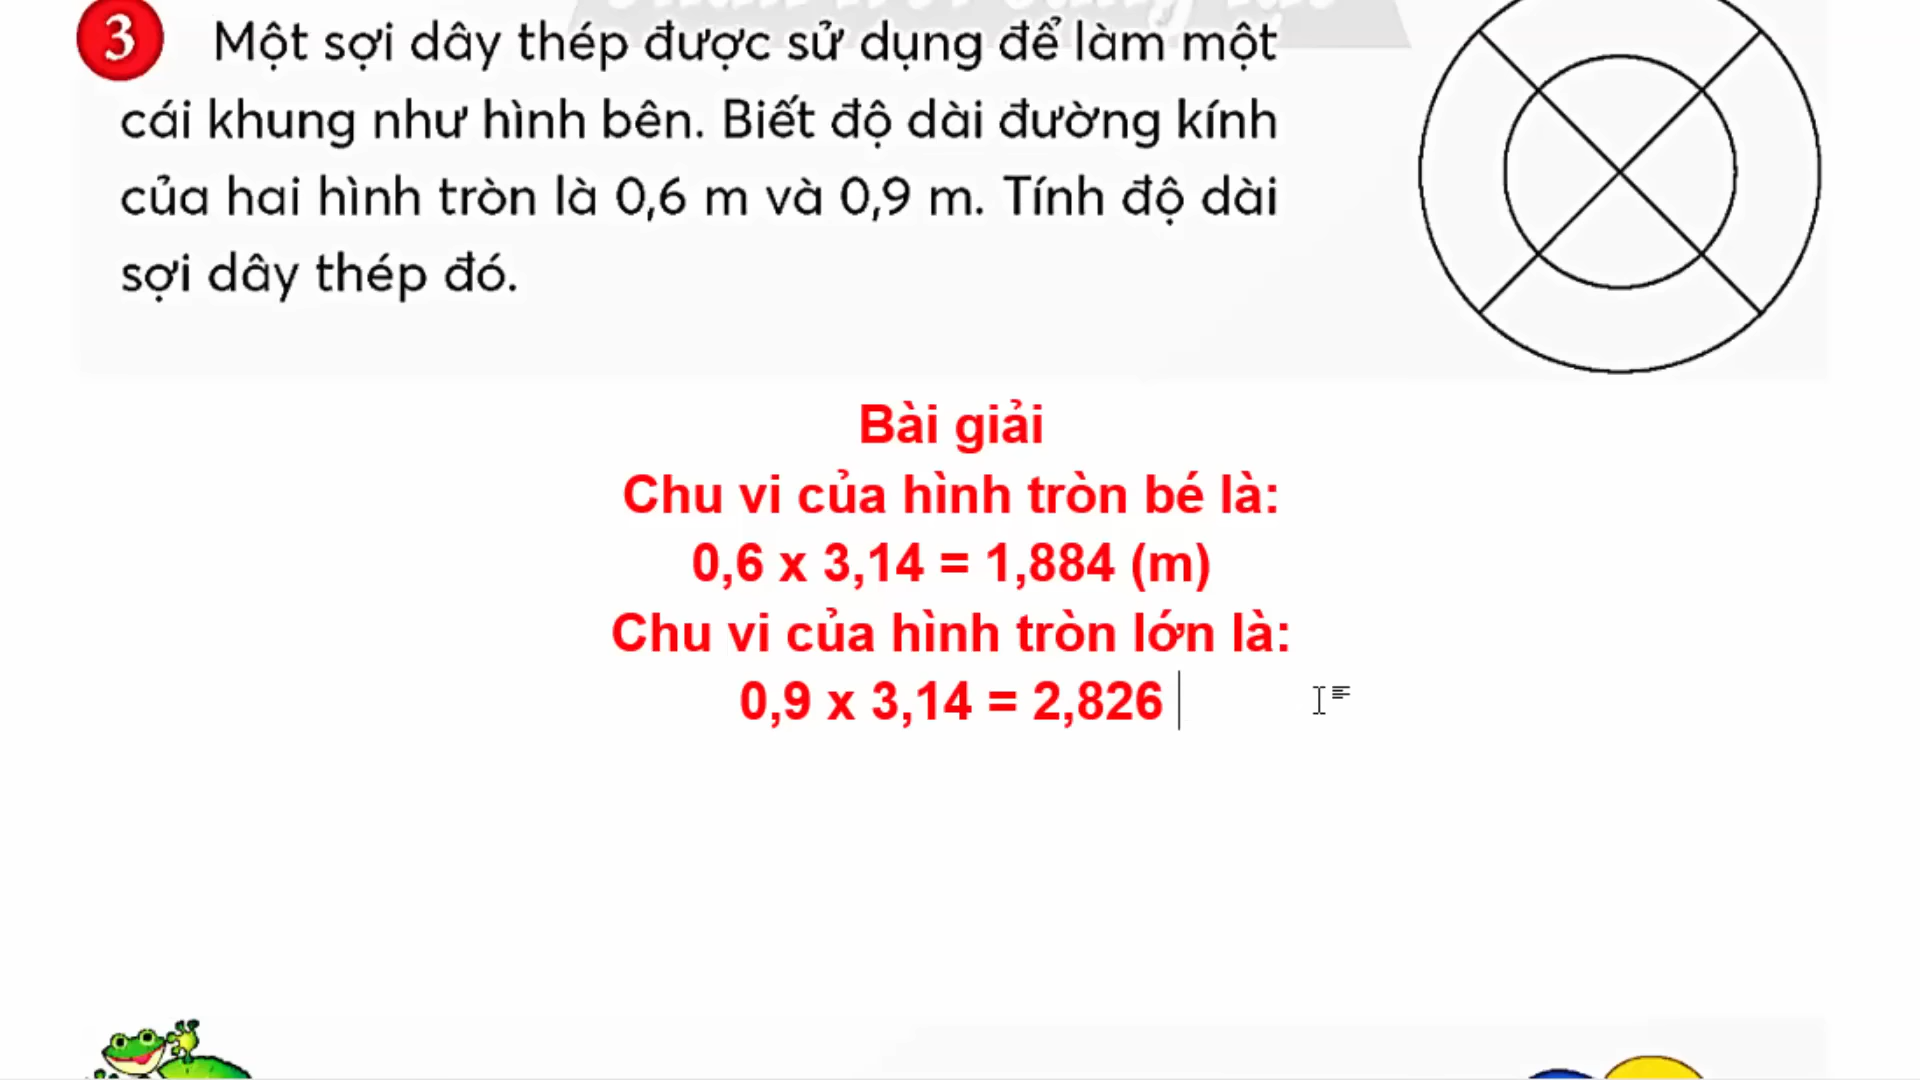 3 Một sợi dây thép được sử dụng để làm một
cái khung như hình bên. Biết độ dài đường kính
của hai hình tròn là 0,6 m và 0,9 m. Tính độ dài
sợi dây thép đó.
Bài giải
Chu vi của hình tròn bé là:
0,6 x 3,14 = 1,884 (m)
Chu vi của hình tròn lớn là:
0,9 x 3,14 = 2,826